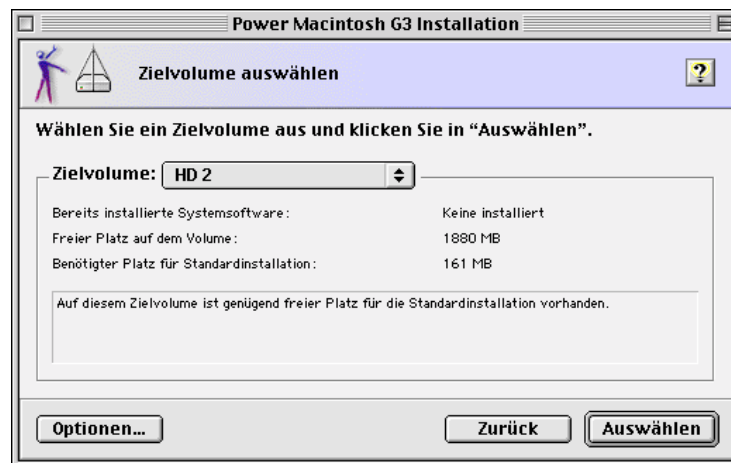 Power Macintosh G3 Installation
Zielvolume auswählen
?
Wählen Sie ein Zielvolume aus und klicken Sie in “Auswählen”.
Zielvolume: HD 2
Bereits installierte Systemsoftware: Keine installiert
Freier Platz auf dem Volume: 1880 MB
Benötigter Platz für Standardinstallation: 161 MB
Auf diesem Zielvolume ist genügend freier Platz für die Standardinstallation vorhanden.
Optionen... Zurück Auswählen